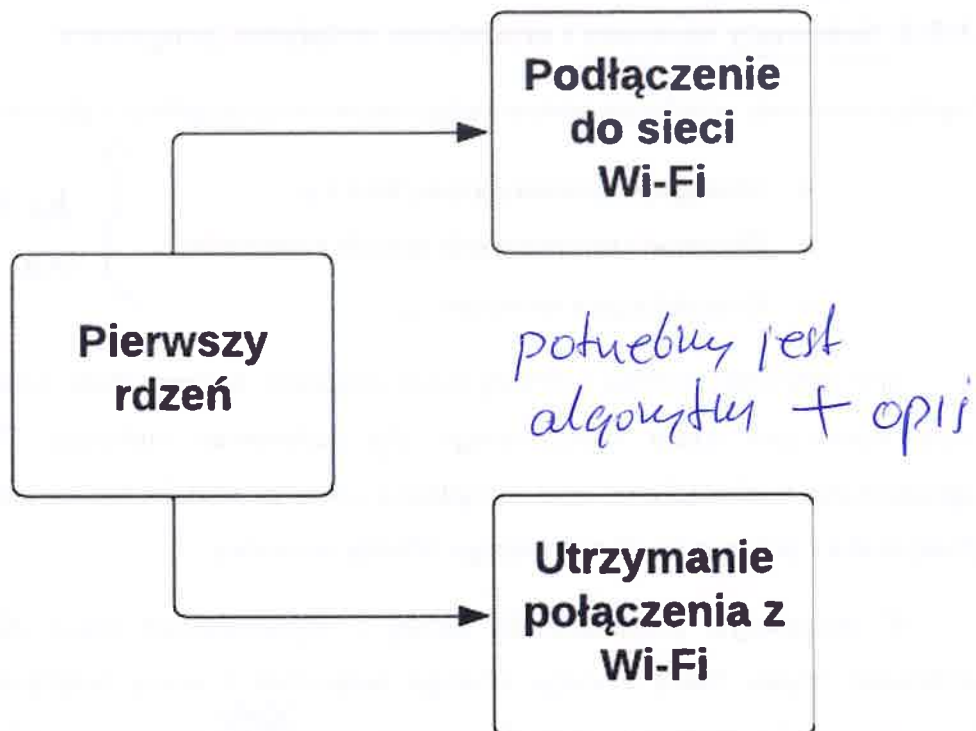 Podłączenie
do sieci
Wi-Fi
Pierwszy
rdzeń
potrzebny jest
algorytm + opis
Utrzymanie
połączenia z
Wi-Fi